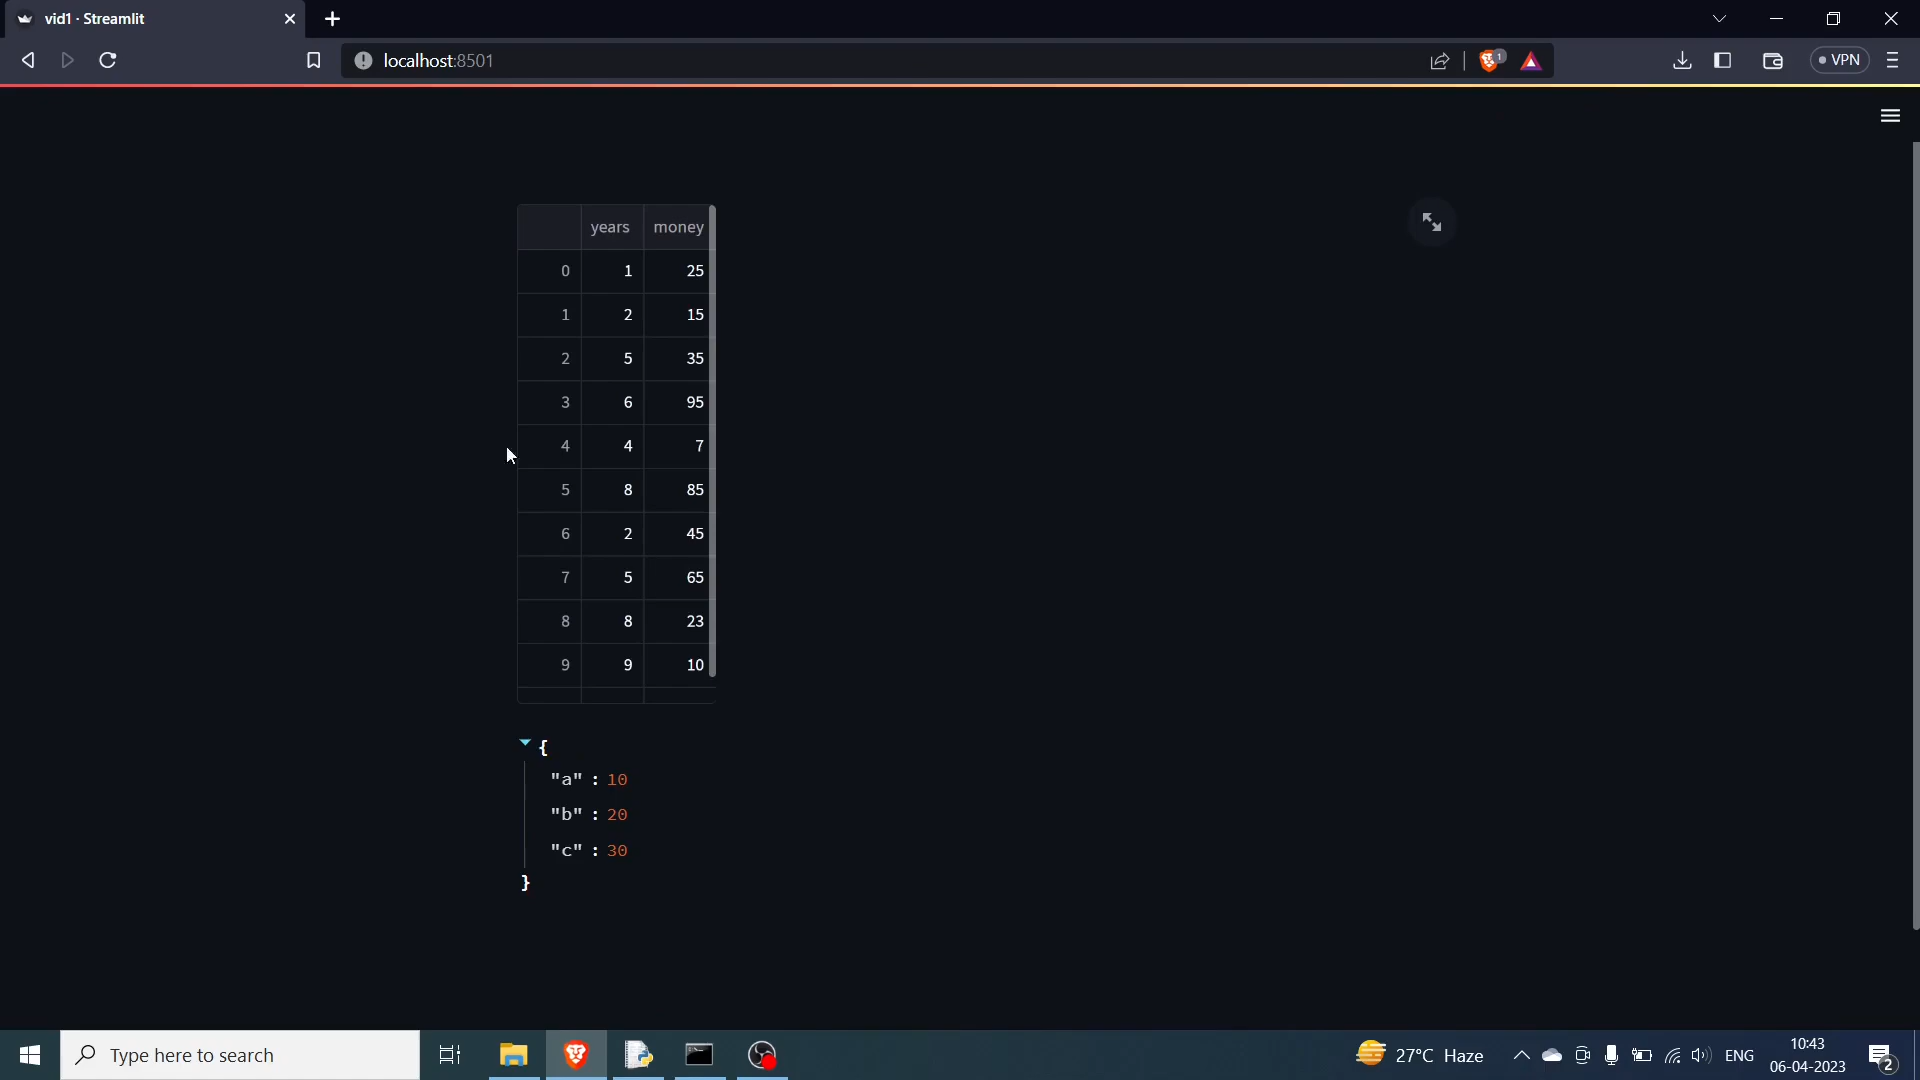 vid1 · Streamlit
localhost:8501
1
VPN
years money
0 1 25
1 2 15
2 5 35
3 6 95
4 4 7
5 8 85
6 2 45
7 5 65
8 8 23
9 9 10
{
"a" : 10
"b" : 20
"c" : 30
}
Type here to search
27°C Haze
ENG
10:43
06-04-2023
2